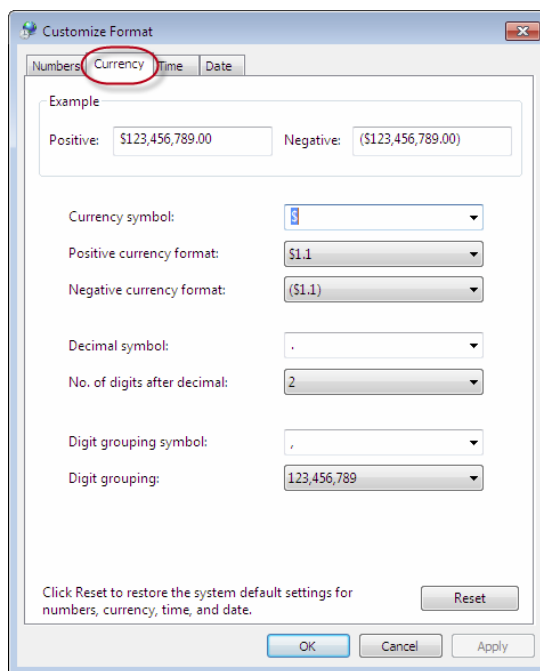 Customize Format
Numbers Currency Time Date
Example
Positive: $123,456,789.00 Negative: ($123,456,789.00)
Currency symbol: $
Positive currency format: $1.1
Negative currency format: ($1.1)
Decimal symbol: .
No. of digits after decimal: 2
Digit grouping symbol: ,
Digit grouping: 123,456,789
Click Reset to restore the system default settings for
numbers, currency, time, and date.
Reset
OK Cancel Apply